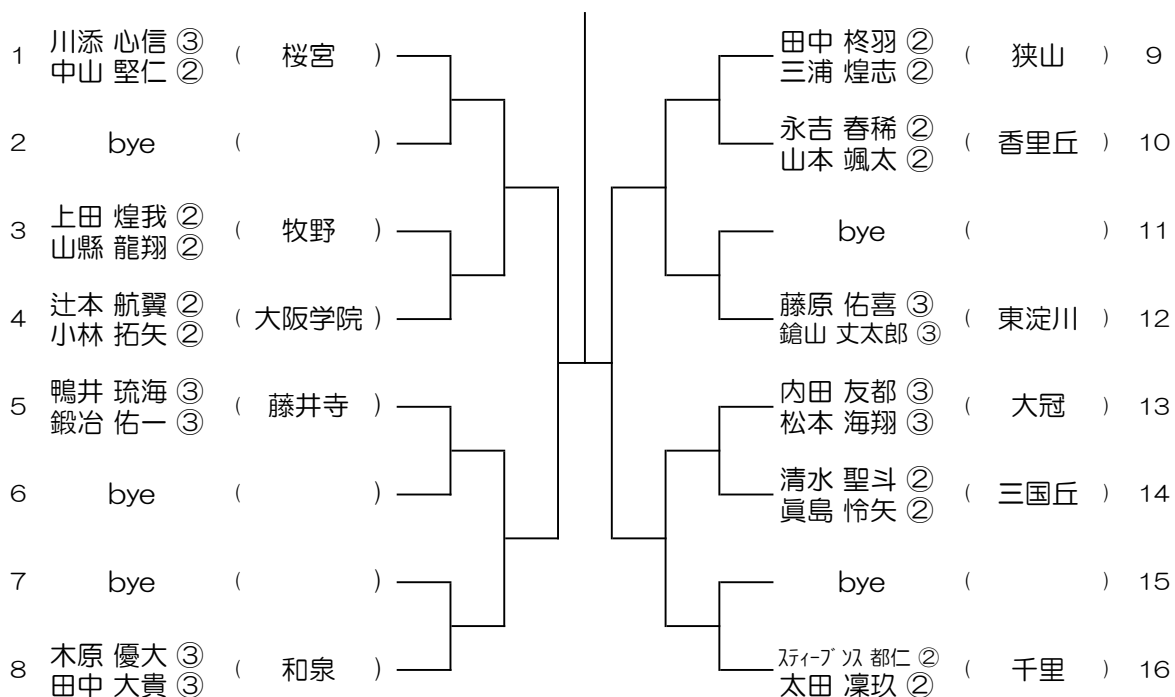 1 川添 心信 ③ ( 桜宮 )
中山 堅仁 ②
2 bye ( )
3 上田 煌我 ② ( 牧野 )
山縣 龍翔 ②
4 辻本 航翼 ② ( 大阪学院 )
小林 拓矢 ②
5 鴨井 琉海 ③ ( 藤井寺 )
鍛冶 佑一 ③
6 bye ( )
7 bye ( )
8 木原 優大 ③ ( 和泉 )
田中 大貴 ③
田中 柊羽 ② ( 狭山 ) 9
三浦 煌志 ②
永吉 春稀 ② ( 香里丘 ) 10
山本 颯太 ②
bye ( ) 11
藤原 佑喜 ③ ( 東淀川 ) 12
鎗山 丈太郎 ③
内田 友都 ③ ( 大冠 ) 13
松本 海翔 ③
清水 聖斗 ② ( 三国丘 ) 14
眞島 怜矢 ②
bye ( ) 15
ｽﾃｨｰﾌﾞﾝｽ 都仁 ② ( 千里 ) 16
太田 凜玖 ②